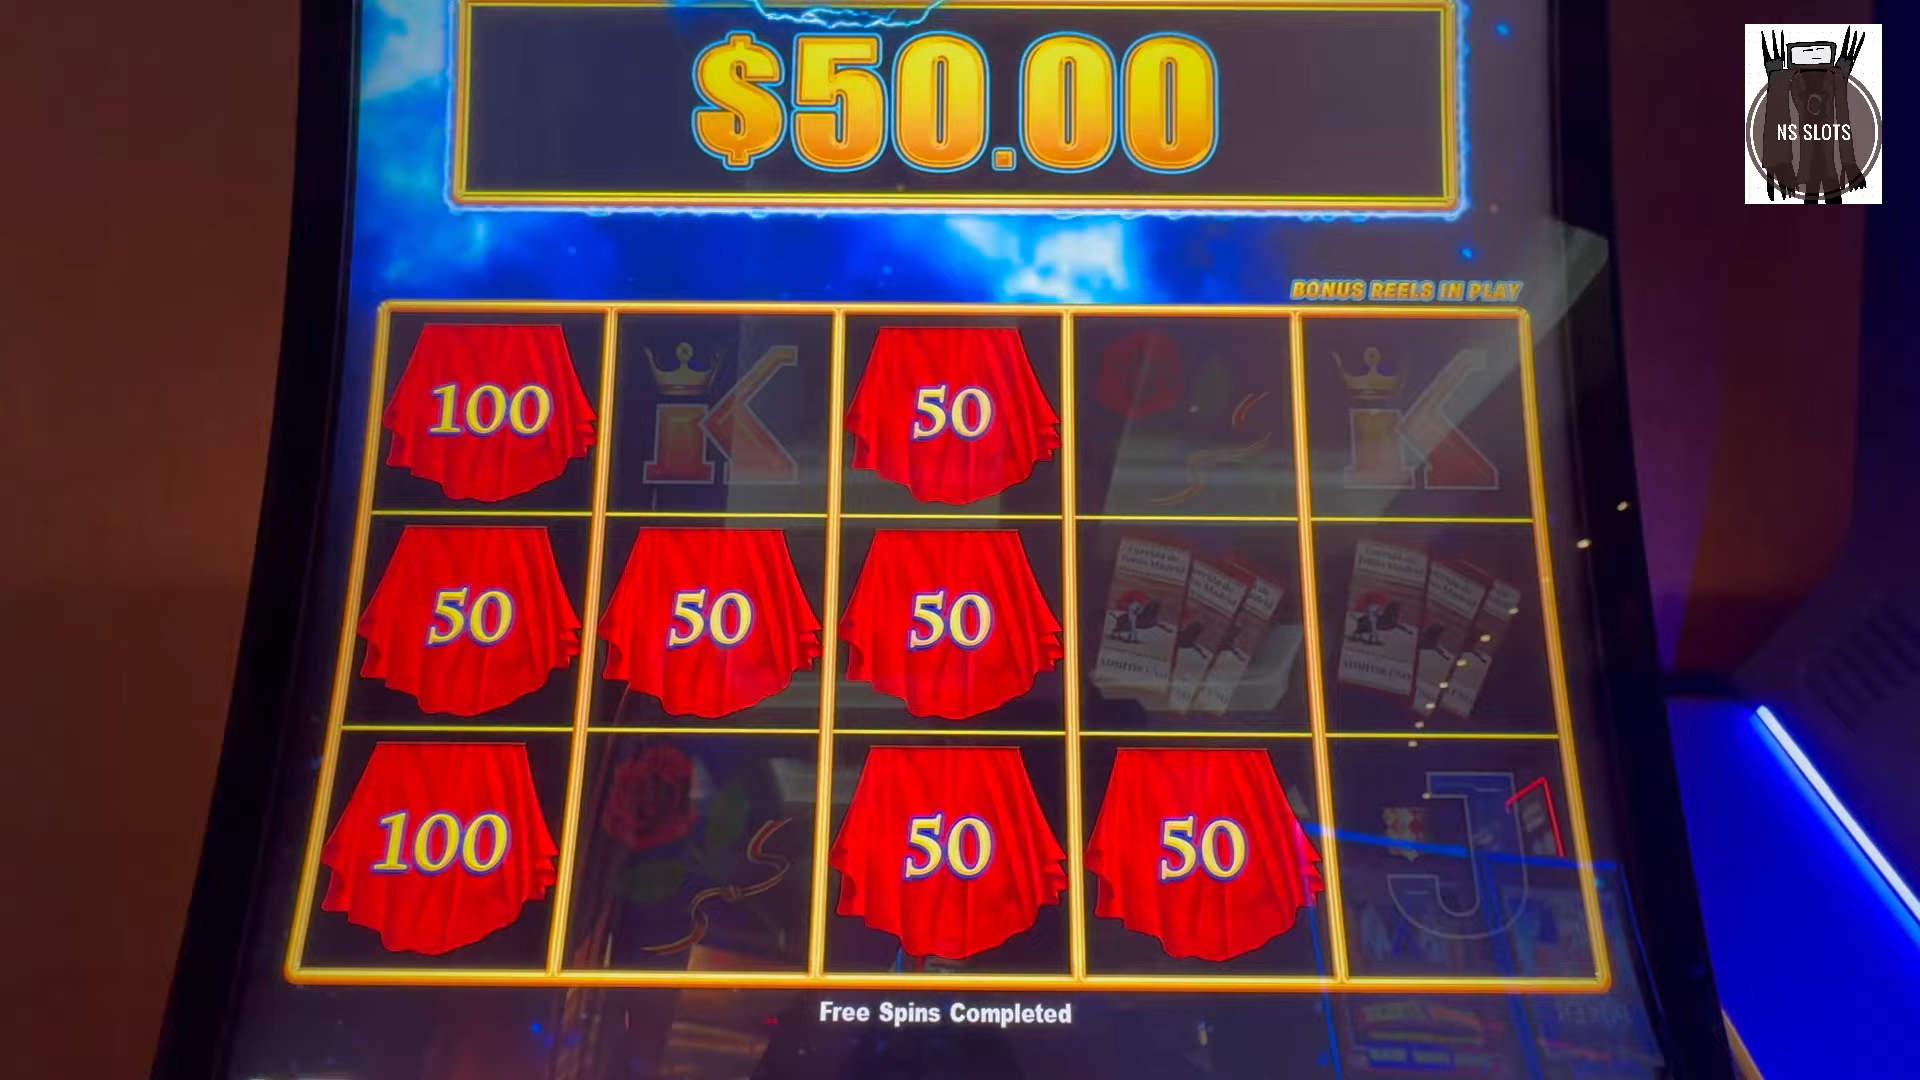 $50.00
NS SLOTS
BONUS REELS IN PLAY
100
K
50
K
50
50
50
100
50
50
J
Free Spins Completed